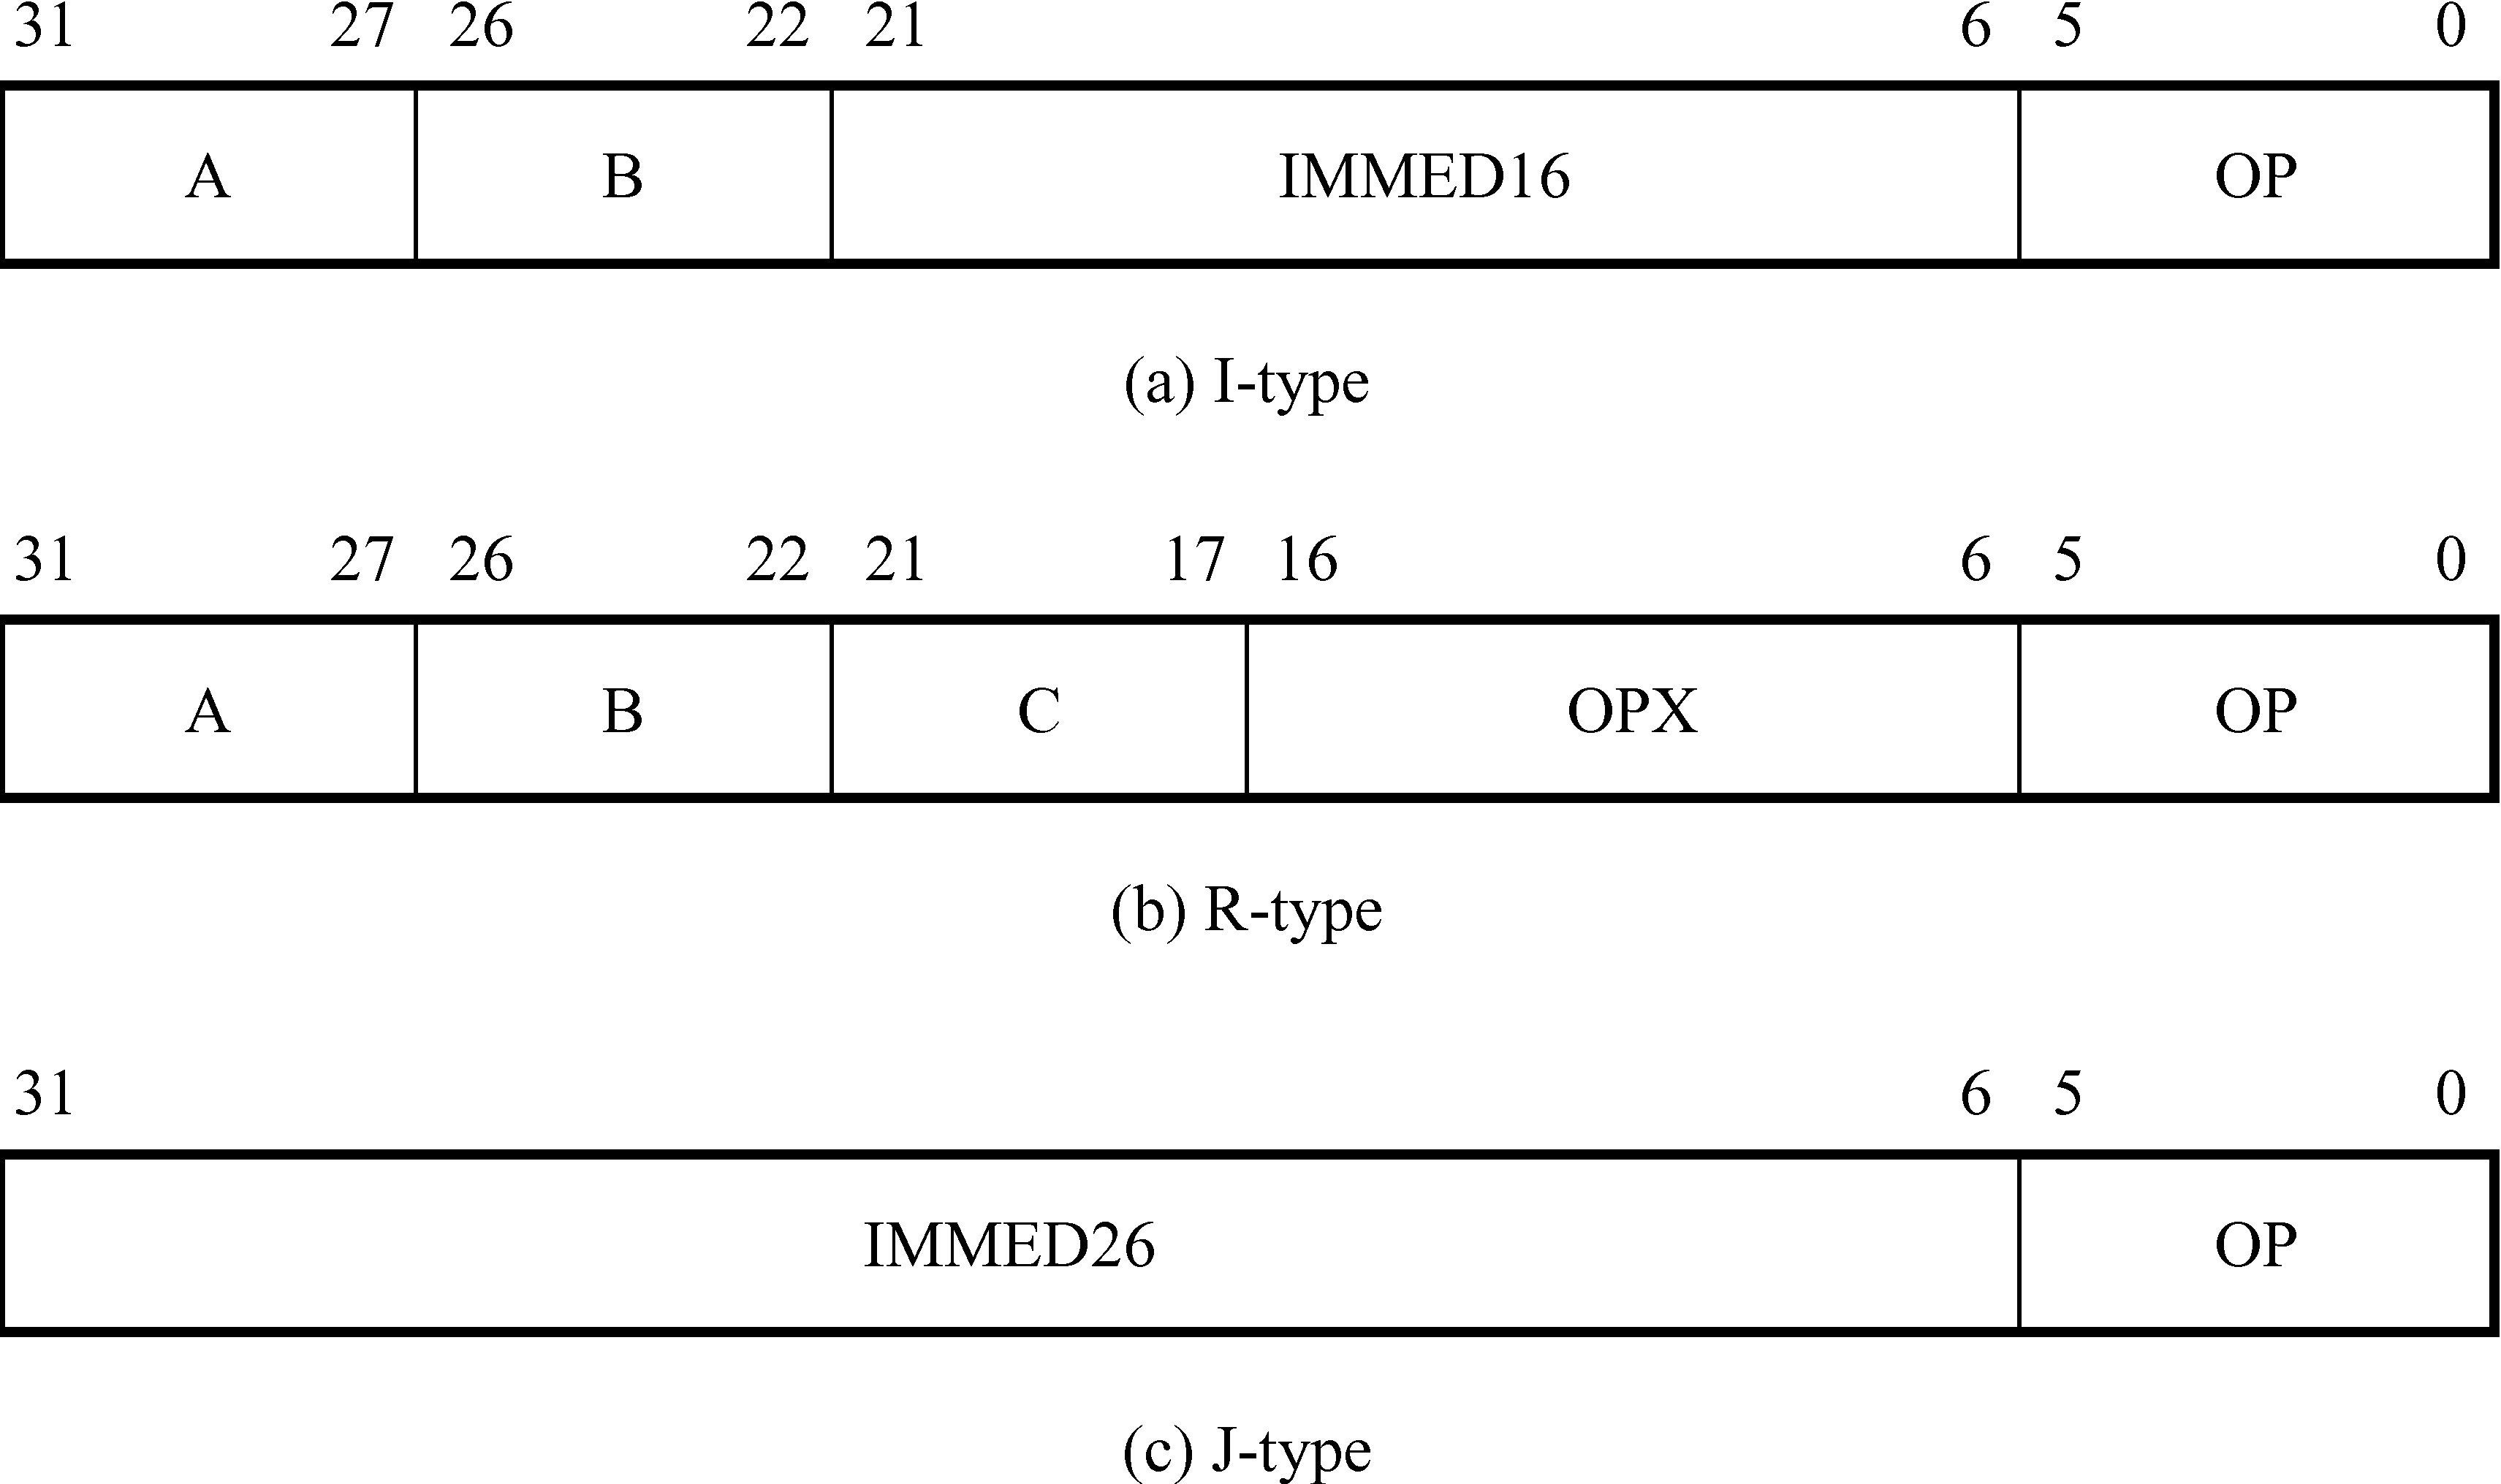 31 27 26 22 21 6 5 0
A B IMMED16 OP
(a) I-type
31 27 26 22 21 17 16 6 5 0
A B C OPX OP
(b) R-type
31 6 5 0
IMMED26 OP
(c) J-type